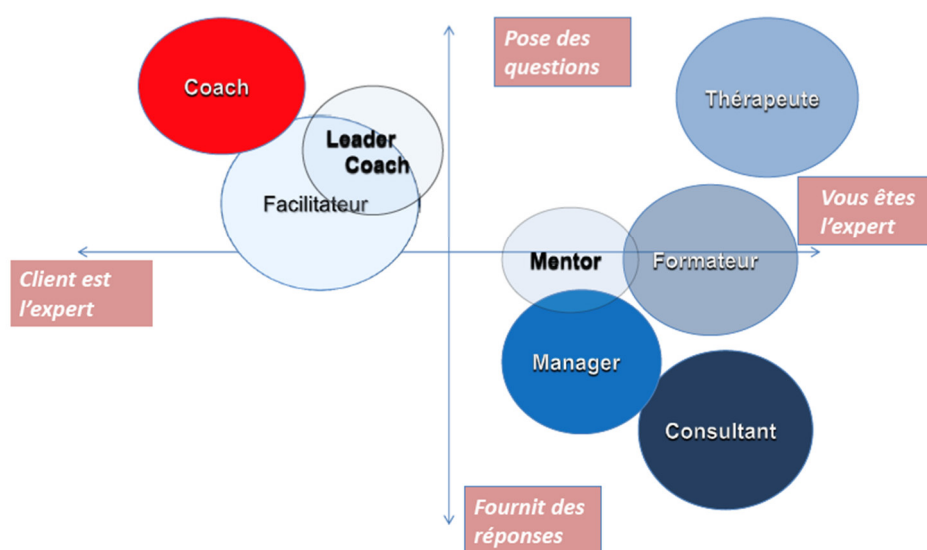 Pose des
questions
Coach
Thérapeute
Leader
Coach
Facilitateur
Vous êtes
l'expert
Mentor
Formateur
Client est
l'expert
Manager
Consultant
Fournit des
réponses